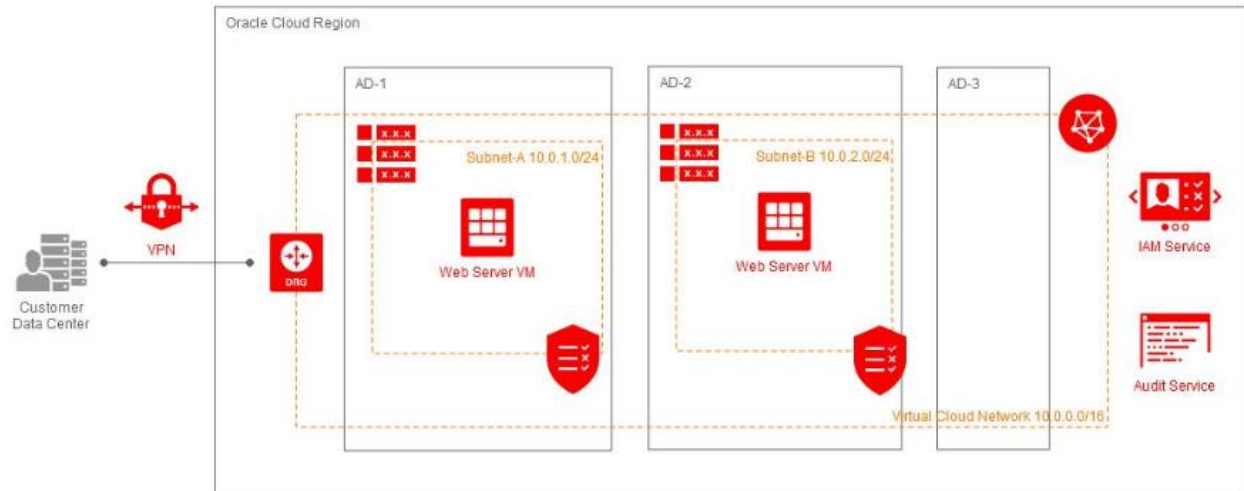 Oracle Cloud Region
AD-1
AD-2
AD-3
X.X.X
X.X.X
X.X.X
Subnet-A 10.0.1.0/24
X.X.X
X.X.X
X.X.X
Subnet-B 10.0.2.0/24
VPN
DRG
Web Server VM
Web Server VM
IAM Service
Customer
Data Center
Audit Service
Virtual Cloud Network 10.0.0.0/16